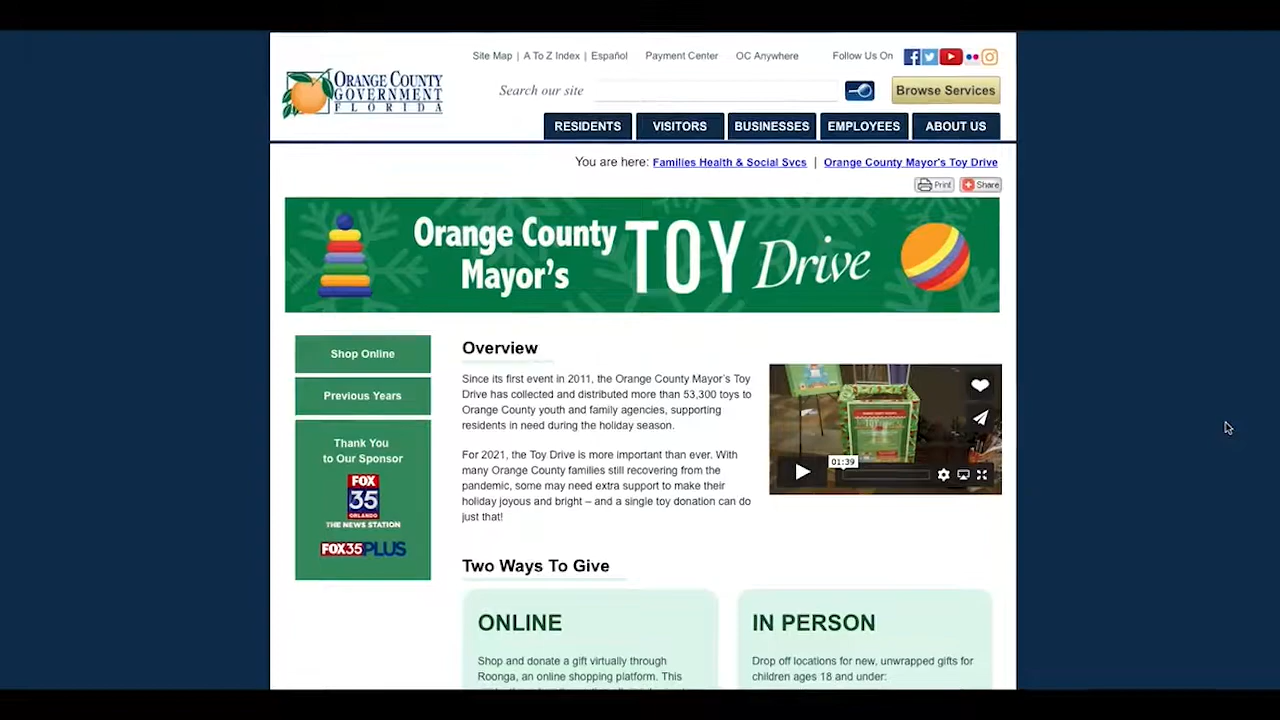 Site Map | A To Z Index | Español Payment Center OC Anywhere Follow Us On
ORANGE COUNTY
GOVERNMENT
FLORIDA
Search our site
Browse Services
RESIDENTS VISITORS BUSINESSES EMPLOYEES ABOUT US
You are here: Families Health & Social Svcs | Orange County Mayor's Toy Drive
Print Share
Orange County
Mayor's
TOY Drive
Shop Online
Previous Years
Thank You
to Our Sponsor
FOX
35
ORLANDO
THE NEWS STATION
FOX35PLUS
Overview
Since its first event in 2011, the Orange County Mayor's Toy
Drive has collected and distributed more than 53,300 toys to
Orange County youth and family agencies, supporting
residents in need during the holiday season.
For 2021, the Toy Drive is more important than ever. With
many Orange County families still recovering from the
pandemic, some may need extra support to make their
holiday joyous and bright – and a single toy donation can do
just that!
01:39
Two Ways To Give
ONLINE
Shop and donate a gift virtually through
Roonga, an online shopping platform. This
IN PERSON
Drop off locations for new, unwrapped gifts for
children ages 18 and under: